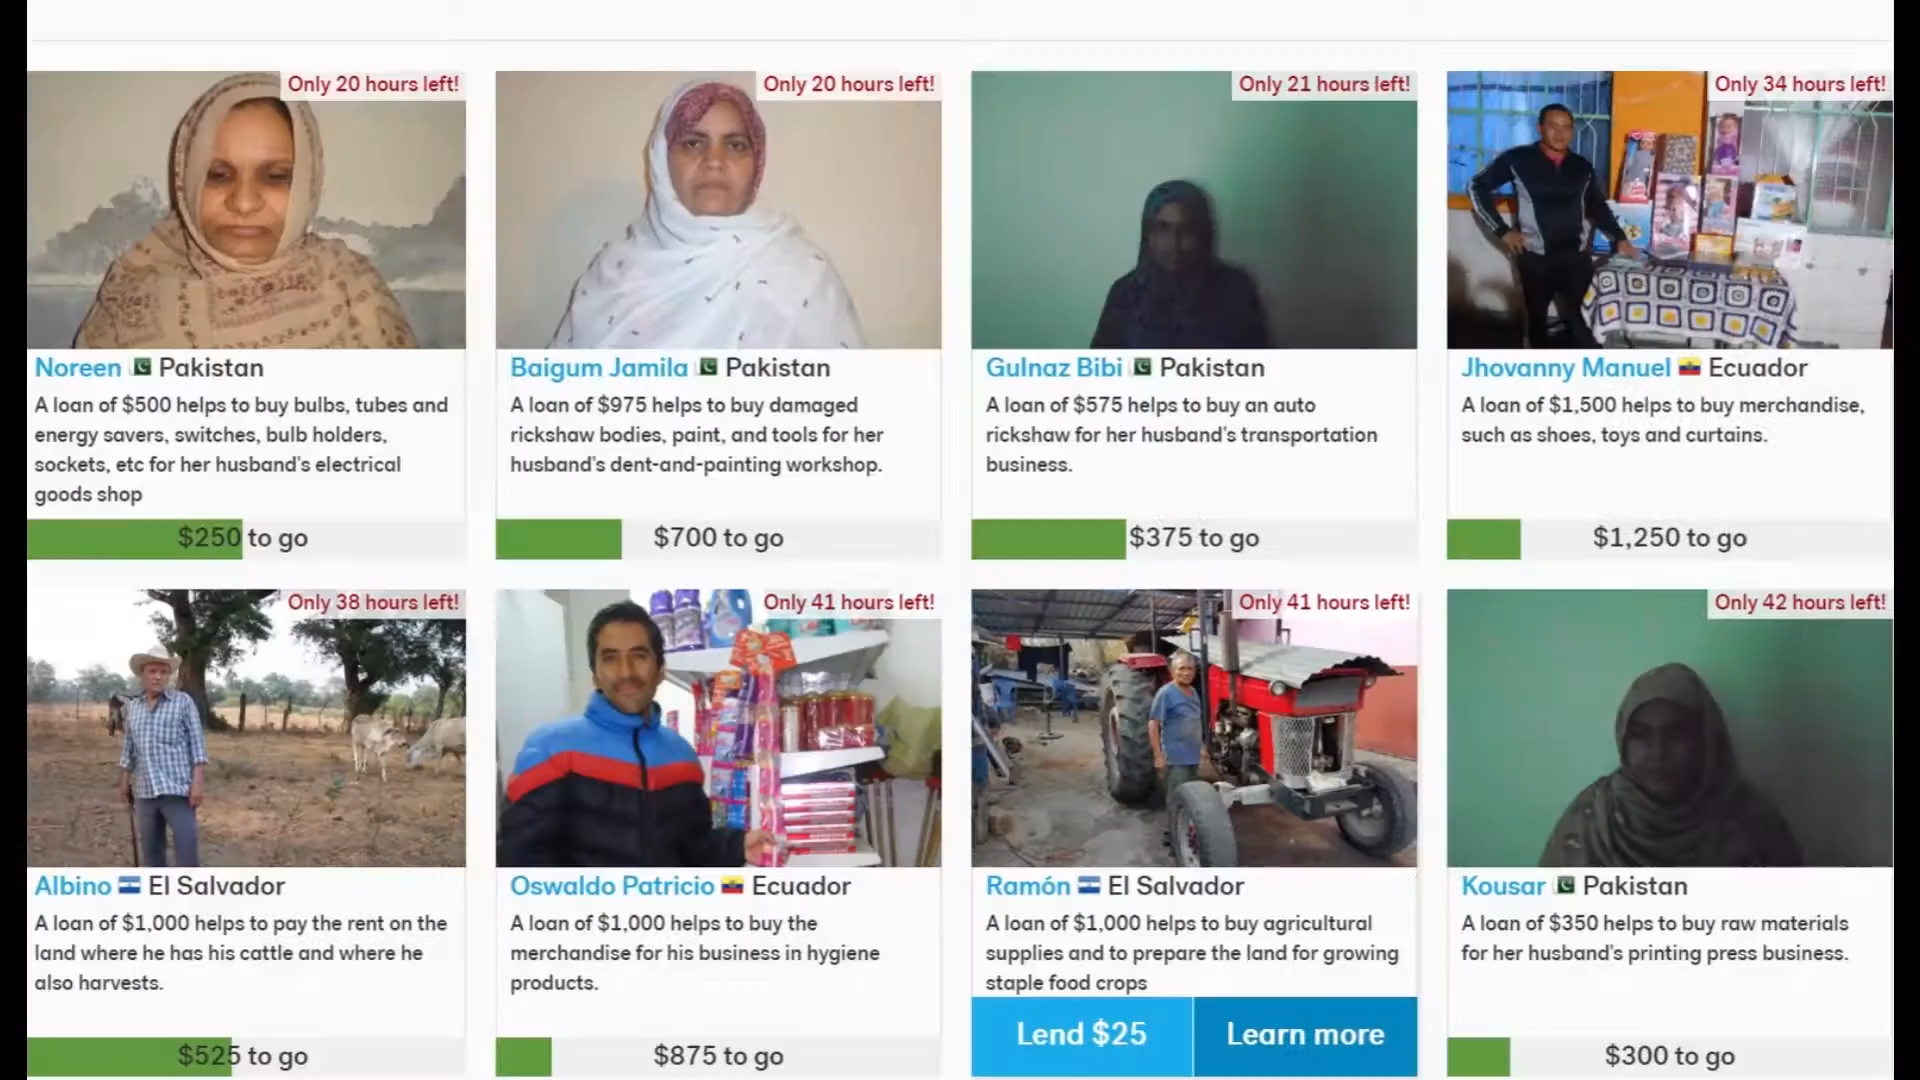 Only 20 hours left!
Noreen Pakistan
A loan of $500 helps to buy bulbs, tubes and
energy savers, switches, bulb holders,
sockets, etc for her husband's electrical
goods shop
$250 to go
Only 20 hours left!
Baigum Jamila Pakistan
A loan of $975 helps to buy damaged
rickshaw bodies, paint, and tools for her
husband's dent-and-painting workshop.
$700 to go
Only 21 hours left!
Gulnaz Bibi Pakistan
A loan of $575 helps to buy an auto
rickshaw for her husband's transportation
business.
$375 to go
Only 34 hours left!
Jhovanny Manuel Ecuador
A loan of $1,500 helps to buy merchandise,
such as shoes, toys and curtains.
$1,250 to go
Only 38 hours left!
Albino El Salvador
A loan of $1,000 helps to pay the rent on the
land where he has his cattle and where he
also harvests.
$525 to go
Only 41 hours left!
Oswaldo Patricio Ecuador
A loan of $1,000 helps to buy the
merchandise for his business in hygiene
products.
$875 to go
Only 41 hours left!
Ramón El Salvador
A loan of $1,000 helps to buy agricultural
supplies and to prepare the land for growing
staple food crops
Lend $25 Learn more
Only 42 hours left!
Kousar Pakistan
A loan of $350 helps to buy raw materials
for her husband's printing press business.
$300 to go